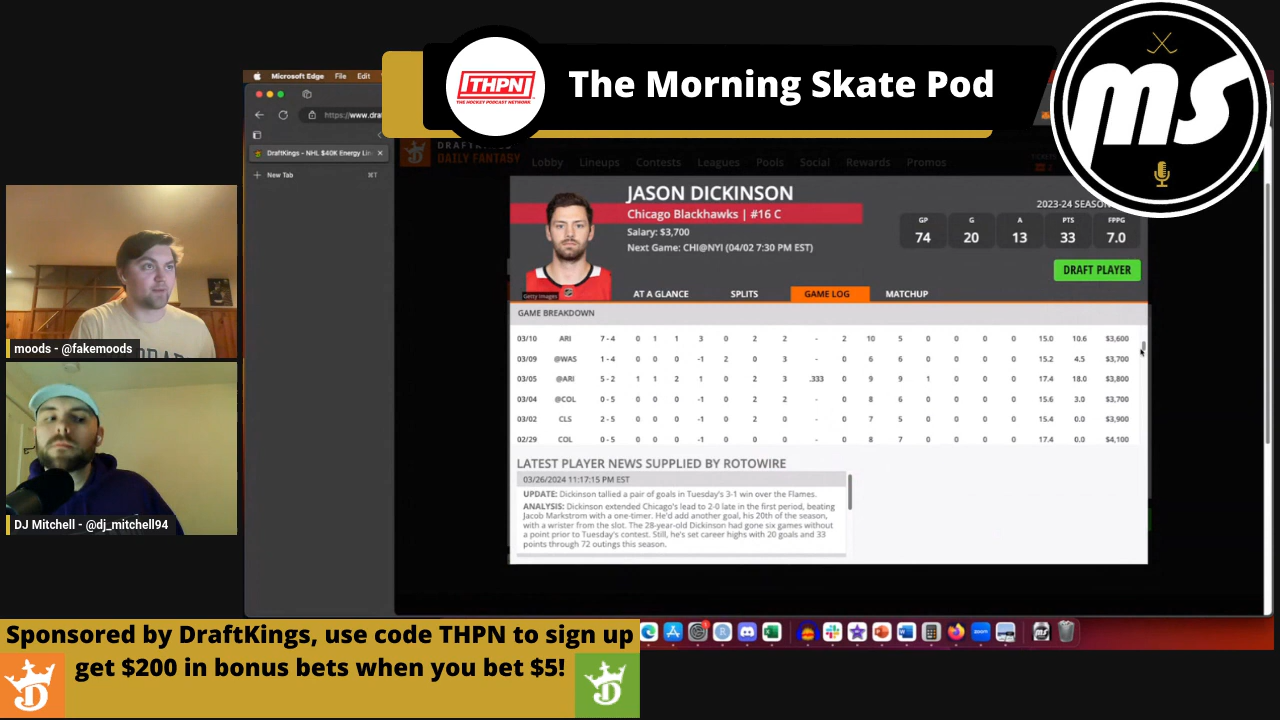 The Morning Skate Pod
THPN
THE HOCKEY PODCAST NETWORK
ms
Microsoft Edge File Edit
https://www.dra
DraftKings - NHL $40K Energy Lin
New Tab ⌘T
DAILY FANTASY
Lobby Lineups Contests Leagues Pools Social Rewards Promos
JASON DICKINSON
Chicago Blackhawks | #16 C
Salary: $3,700
Next Game: CHI@NYI (04/02 7:30 PM EST)
2023-24 SEASON
GP G A PTS FPPG
74 20 13 33 7.0
DRAFT PLAYER
Getty Images
AT A GLANCE SPLITS GAME LOG MATCHUP
GAME BREAKDOWN
03/10 ARI 7 - 4 0 1 1 3 0 2 2 - 2 10 5 0 0 0 0 15.0 10.6 $3,600
03/09 @WAS 1 - 4 0 0 0 -1 2 0 3 - 0 6 6 0 0 0 0 15.2 4.5 $3,700
03/05 @ARI 5 - 2 1 1 2 1 0 2 3 .333 0 9 9 1 0 0 0 17.4 18.0 $3,800
03/04 @COL 0 - 5 0 0 0 -1 0 2 2 - 0 8 6 0 0 0 0 15.6 3.0 $3,700
03/02 CLS 2 - 5 0 0 0 -1 0 2 0 - 0 7 5 0 0 0 0 15.4 0.0 $3,900
02/29 COL 0 - 5 0 0 0 -1 0 0 0 - 0 8 7 0 0 0 0 17.4 0.0 $4,100
LATEST PLAYER NEWS SUPPLIED BY ROTOWIRE
03/26/2024 11:17:15 PM EST
UPDATE: Dickinson tallied a pair of goals in Tuesday's 3-1 win over the Flames.
ANALYSIS: Dickinson extended Chicago's lead to 2-0 late in the first period, beating
Jacob Markstrom with a one-timer. He'd add another goal, his 20th of the season,
with a wrister from the slot. The 28-year-old Dickinson had gone six games without
a point prior to Tuesday's contest. Still, he's set career highs with 20 goals and 33
points through 72 outings this season.
moods - @fakemoods
DJ Mitchell - @dj_mitchell94
Sponsored by DraftKings, use code THPN to sign up
get $200 in bonus bets when you bet $5!
zoom